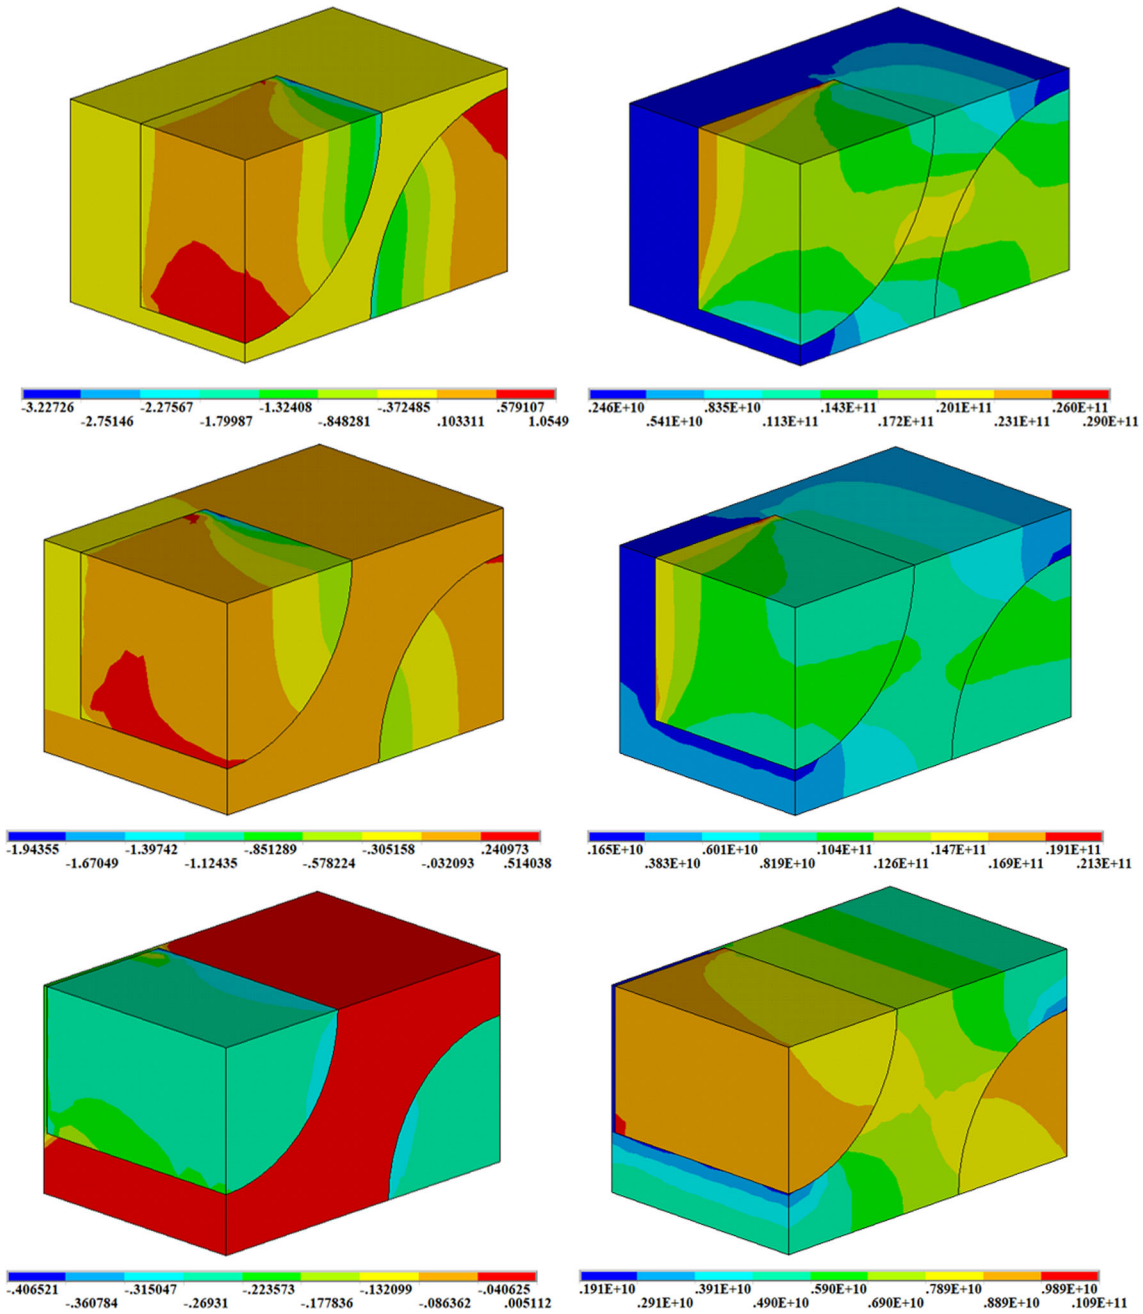 -3.22726 -2.27567 -1.32408 -.372485 .579107
-2.75146 -1.79987 -.848281 .103311 1.0549
.246E+10 .835E+10 .143E+11 .201E+11 .260E+11
.541E+10 .113E+11 .172E+11 .231E+11 .290E+11
-1.94355 -1.39742 -.851289 -.305158 .240973
-1.67049 -1.12435 -.578224 -.032093 .514038
.165E+10 .601E+10 .104E+11 .147E+11 .191E+11
.383E+10 .819E+10 .126E+11 .169E+11 .213E+11
-.406521 -.315047 -.223573 -.132099 -.040625
-.360784 -.26931 -.177836 -.086362 .005112
.191E+10 .391E+10 .590E+10 .789E+10 .989E+10
.291E+10 .490E+10 .690E+10 .889E+10 .109E+11